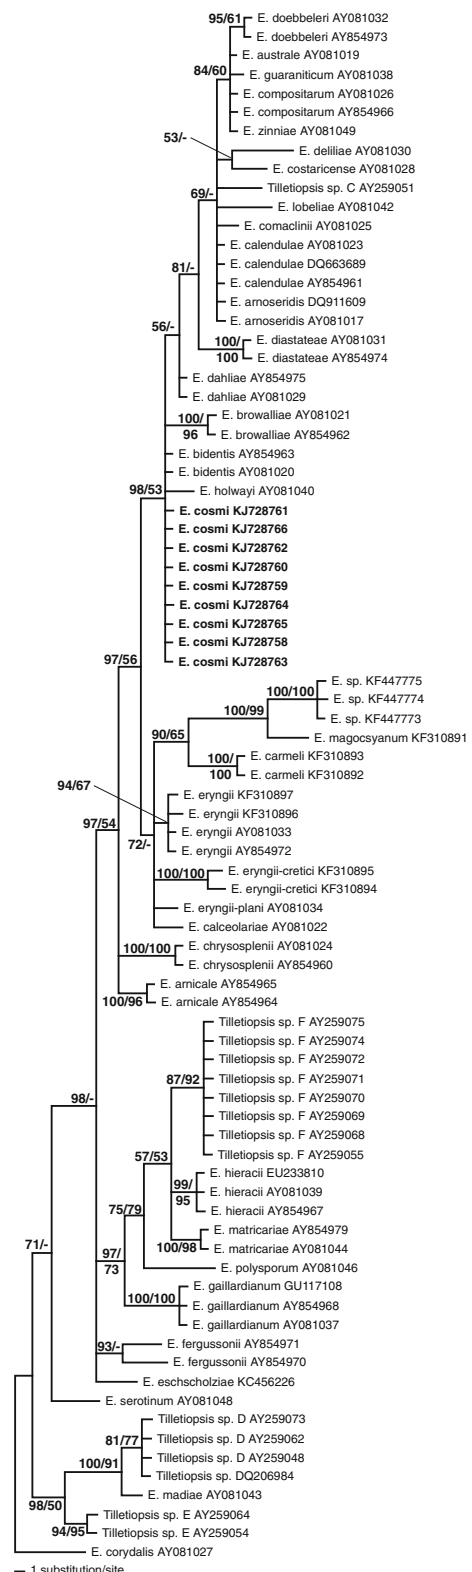 95/61
E. doebbeleri AY081032
E. doebbeleri AY854973
E. australe AY081019
84/60
E. guaraniticum AY081038
E. compositarum AY081026
E. compositarum AY854966
E. zinniae AY081049
53/-
E. deliliae AY081030
E. costaricense AY081028
Tilletiopsis sp. C AY259051
69/-
E. lobeliae AY081042
E. comaclinii AY081025
E. calendulae AY081023
E. calendulae DQ663689
81/-
E. calendulae AY854961
E. arnoseridis DQ911609
E. arnoseridis AY081017
56/-
100/
100
E. diastateae AY081031
E. diastateae AY854974
E. dahliae AY854975
E. dahliae AY081029
100/
96
E. browalliae AY081021
E. browalliae AY854962
E. bidentis AY854963
E. bidentis AY081020
98/53
E. holwayi AY081040
E. cosmi KJ728761
E. cosmi KJ728766
E. cosmi KJ728762
E. cosmi KJ728760
E. cosmi KJ728759
E. cosmi KJ728764
E. cosmi KJ728765
E. cosmi KJ728758
97/56
E. cosmi KJ728763
100/100
E. sp. KF447775
E. sp. KF447774
100/99
E. sp. KF447773
90/65
E. magocsyanum KF310891
100/
100
E. carmeli KF310893
E. carmeli KF310892
94/67
E. eryngii KF310897
E. eryngii KF310896
97/54
E. eryngii AY081033
72/-
E. eryngii AY854972
100/100
E. eryngii-cretici KF310895
E. eryngii-cretici KF310894
E. eryngii-plani AY081034
E. calceolariae AY081022
100/100
E. chrysosplenii AY081024
E. chrysosplenii AY854960
E. arnicale AY854965
100/96
E. arnicale AY854964
Tilletiopsis sp. F AY259075
Tilletiopsis sp. F AY259074
Tilletiopsis sp. F AY259072
87/92
Tilletiopsis sp. F AY259071
98/-
Tilletiopsis sp. F AY259070
Tilletiopsis sp. F AY259069
Tilletiopsis sp. F AY259068
57/53
Tilletiopsis sp. F AY259055
E. hieracii EU233810
99/
95
E. hieracii AY081039
E. hieracii AY854967
75/79
E. matricariae AY854979
100/98
E. matricariae AY081044
71/-
97/
73
E. polysporum AY081046
E. gaillardianum GU117108
100/100
E. gaillardianum AY854968
E. gaillardianum AY081037
93/-
E. fergussonii AY854971
E. fergussonii AY854970
E. eschscholziae KC456226
E. serotinum AY081048
Tilletiopsis sp. D AY259073
81/77
Tilletiopsis sp. D AY259062
Tilletiopsis sp. D AY259048
100/91
Tilletiopsis sp. DQ206984
E. madiae AY081043
98/50
Tilletiopsis sp. E AY259064
94/95
Tilletiopsis sp. E AY259054
E. corydalis AY081027
1 substitution/site